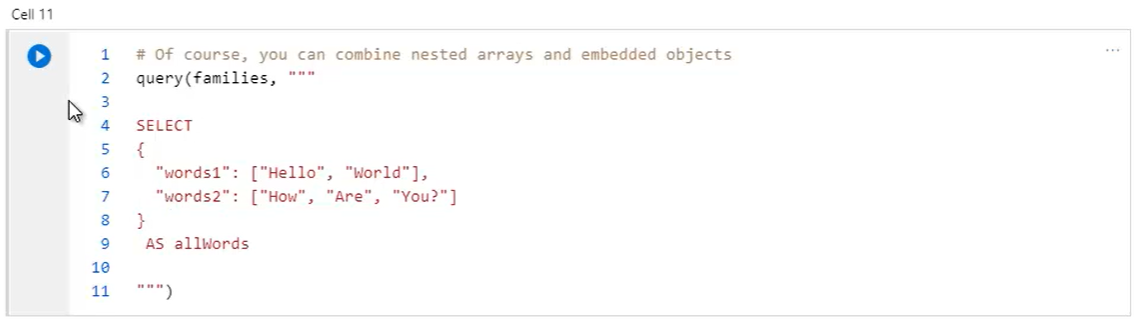 Cell 11
1 # Of course, you can combine nested arrays and embedded objects
2 query(families, """
3
4 SELECT
5 {
6   "words1": ["Hello", "World"],
7   "words2": ["How", "Are", "You?"]
8 }
9  AS allWords
10
11 """)